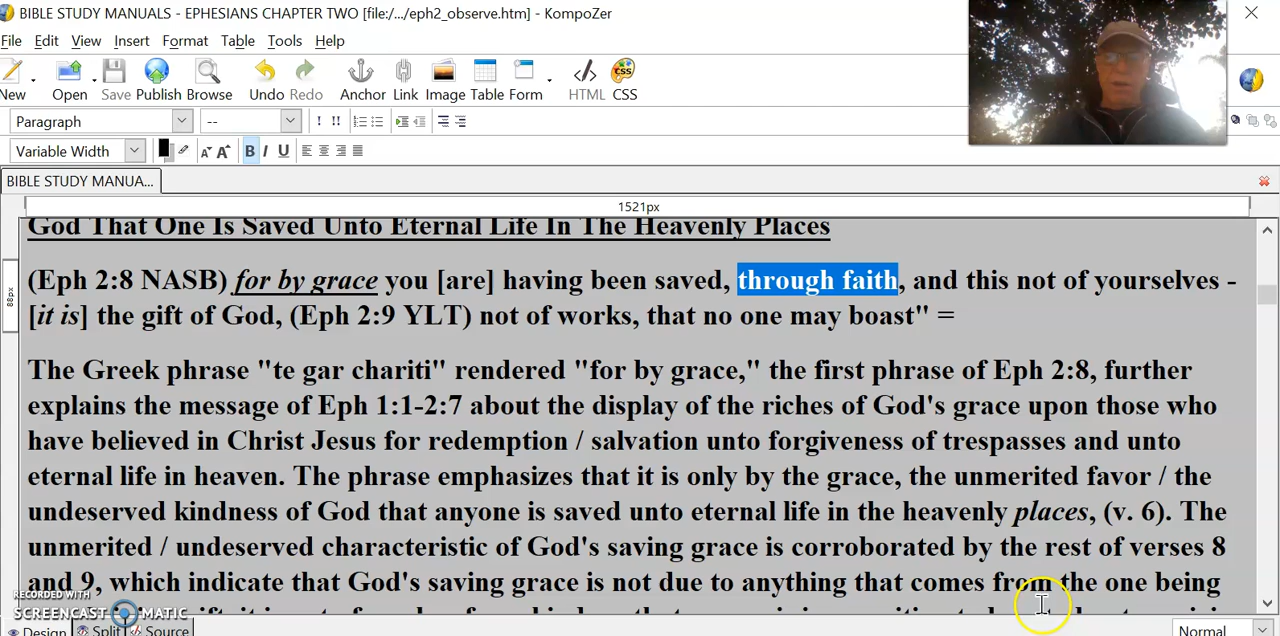 BIBLE STUDY MANUALS - EPHESIANS CHAPTER TWO [file:/.../eph2_observe.htm] - KompoZer
File Edit View Insert Format Table Tools Help
New Open Save Publish Browse Undo Redo Anchor Link Image Table Form HTML CSS
Paragraph --
Variable Width B I U
BIBLE STUDY MANUA...
1521px
88px
God That One Is Saved Unto Eternal Life In The Heavenly Places
(Eph 2:8 NASB) for by grace you [are] having been saved, through faith, and this not of yourselves -
[it is] the gift of God, (Eph 2:9 YLT) not of works, that no one may boast" =
The Greek phrase "te gar chariti" rendered "for by grace," the first phrase of Eph 2:8, further
explains the message of Eph 1:1-2:7 about the display of the riches of God's grace upon those who
have believed in Christ Jesus for redemption / salvation unto forgiveness of trespasses and unto
eternal life in heaven. The phrase emphasizes that it is only by the grace, the unmerited favor / the
undeserved kindness of God that anyone is saved unto eternal life in the heavenly places, (v. 6). The
unmerited / undeserved characteristic of God's saving grace is corroborated by the rest of verses 8
and 9, which indicate that God's saving grace is not due to anything that comes from the one being
RECORDED WITH
SCREENCAST MATIC
Design Split Source Normal